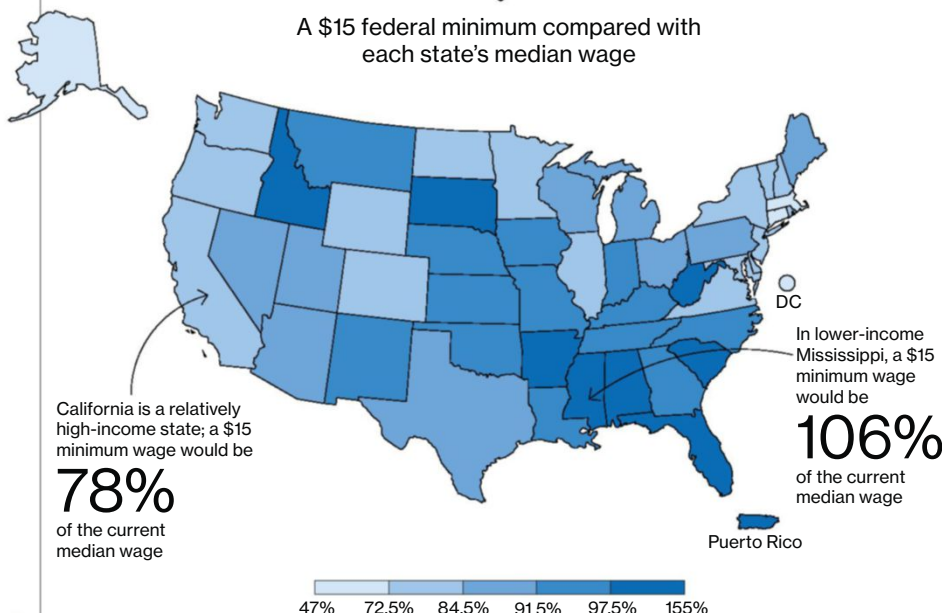 A $15 federal minimum compared with
each state's median wage
DC
In lower-income
Mississippi, a $15
minimum wage
would be
106%
of the current
median wage
California is a relatively
high-income state; a $15
minimum wage would be
78%
of the current
median wage
Puerto Rico
47% 72.5% 84.5% 91.5% 97.5% 155%